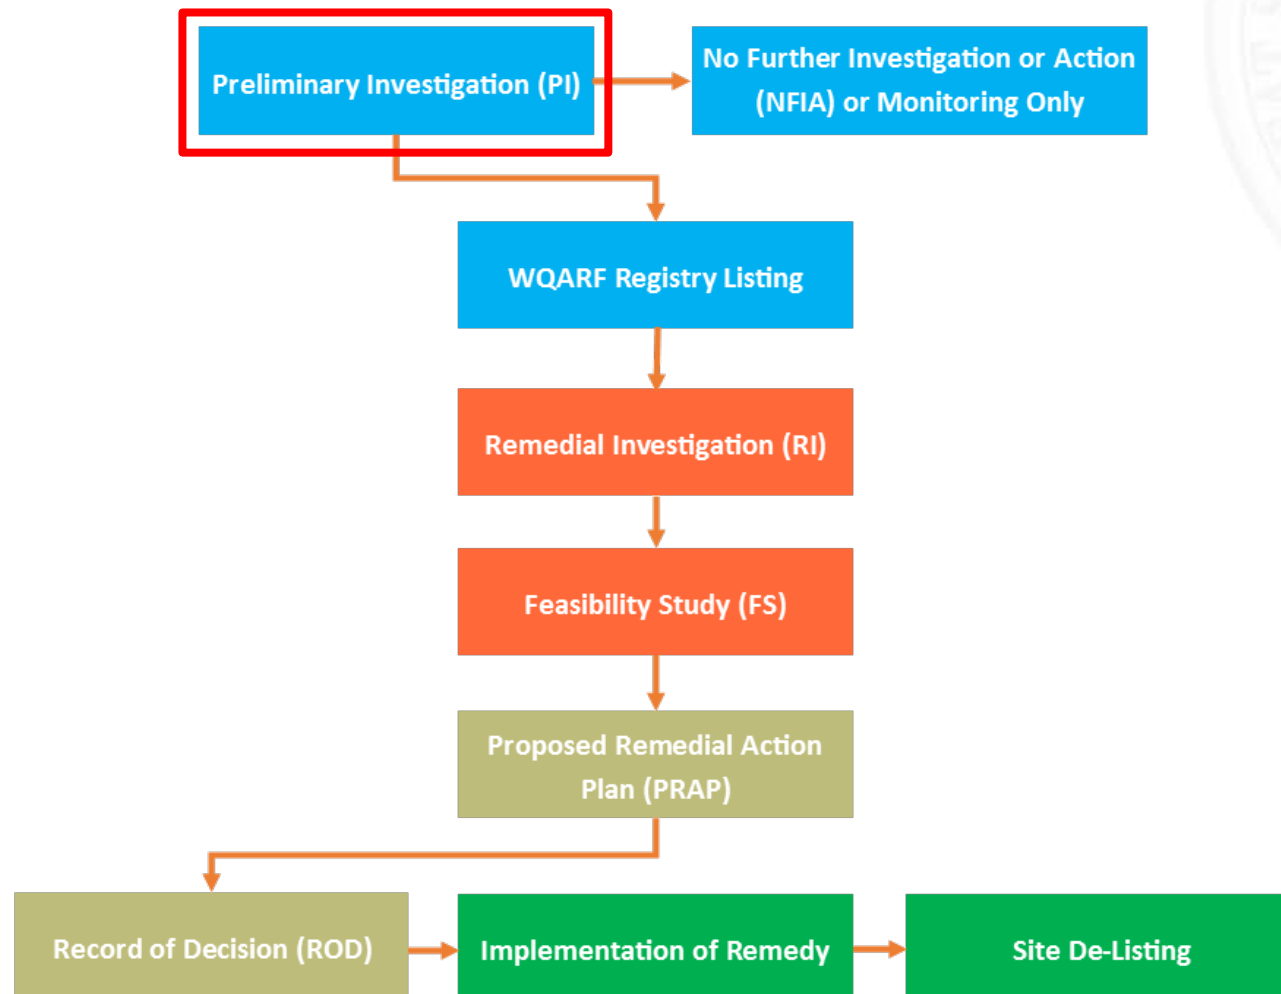 Preliminary Investigation (PI)
No Further Investigation or Action
(NFIA) or Monitoring Only
WQARF Registry Listing
Remedial Investigation (RI)
Feasibility Study (FS)
Proposed Remedial Action
Plan (PRAP)
Record of Decision (ROD)
Implementation of Remedy
Site De-Listing